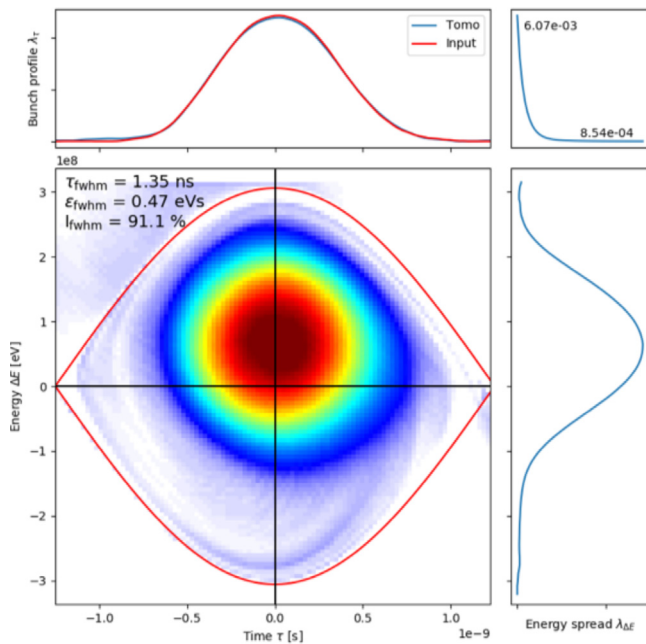 Bunch profile λτ
Tomo
Input
6.07e-03
8.54e-04
1e8
τfwhm = 1.35 ns
εfwhm = 0.47 eVs
Ifwhm = 91.1 %
Energy ΔE [eV]
3
2
1
0
−1
−2
−3
−1.0
−0.5
0.0
0.5
1.0
Time τ [s]
1e−9
Energy spread λΔE